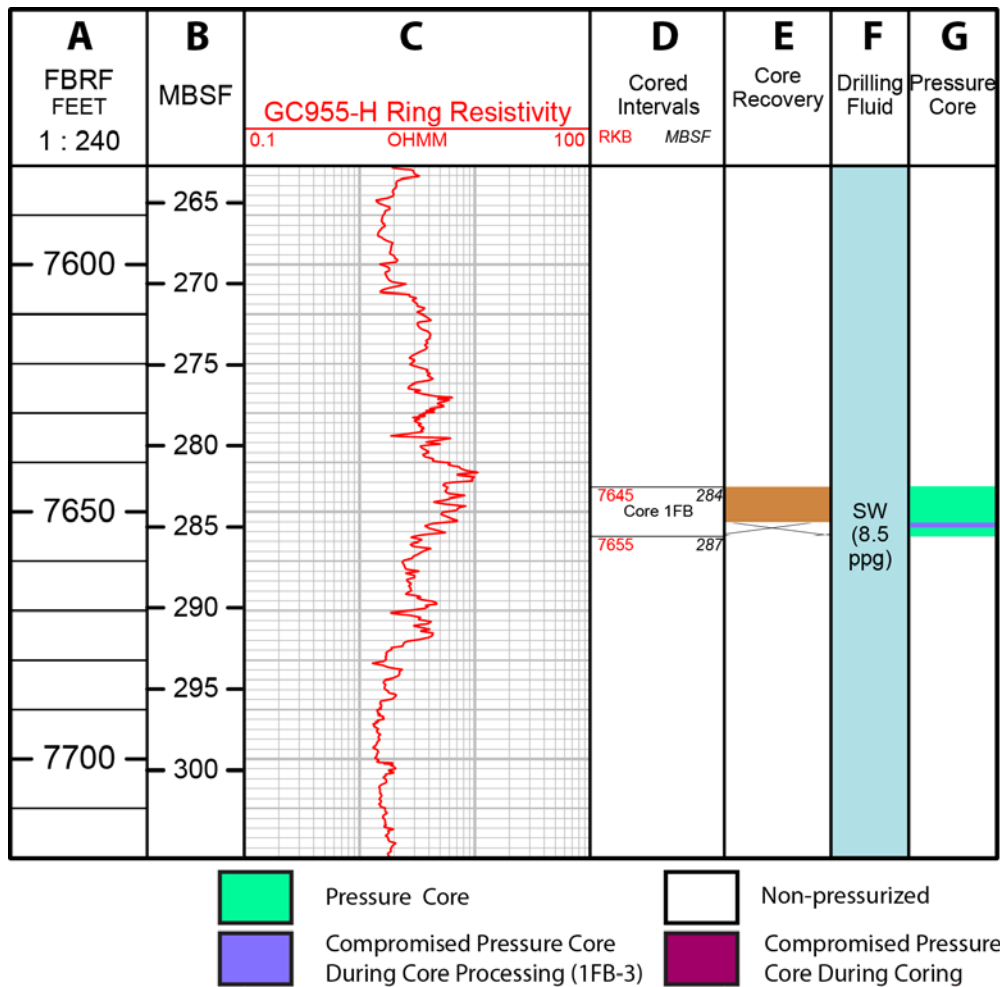 A
B
C
D
E
F
G
FBRF
FEET
1 : 240
MBSF
GC955-H Ring Resistivity
0.1 OHMM 100
Cored
Intervals
RKB MBSF
Core
Recovery
Drilling
Fluid
Pressure
Core
7600
7650
7700
265
270
275
280
285
290
295
300
7645 284
Core 1FB
7655 287
SW
(8.5
ppg)
Pressure Core
Non-pressurized
Compromised Pressure Core
During Core Processing (1FB-3)
Compromised Pressure
Core During Coring